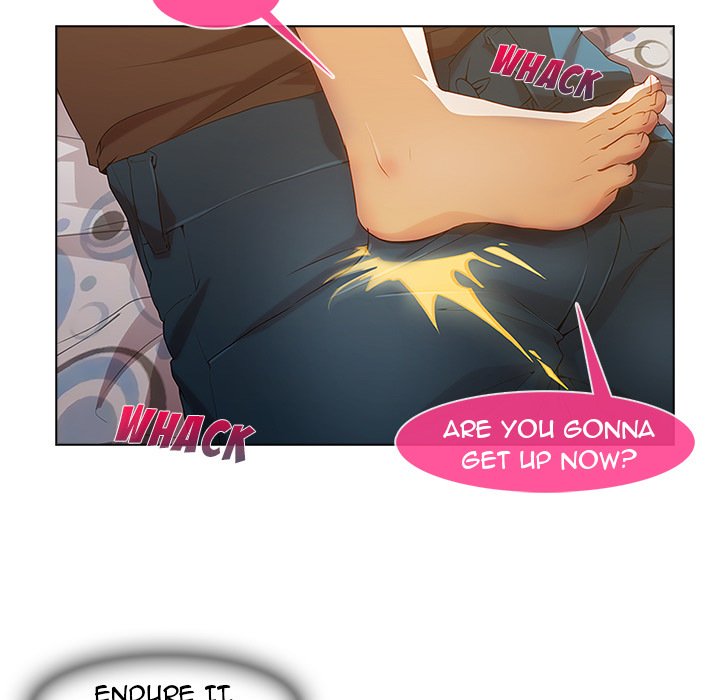 WHACK
WHACK
ARE YOU GONNA
GET UP NOW?
ENDURE IT.